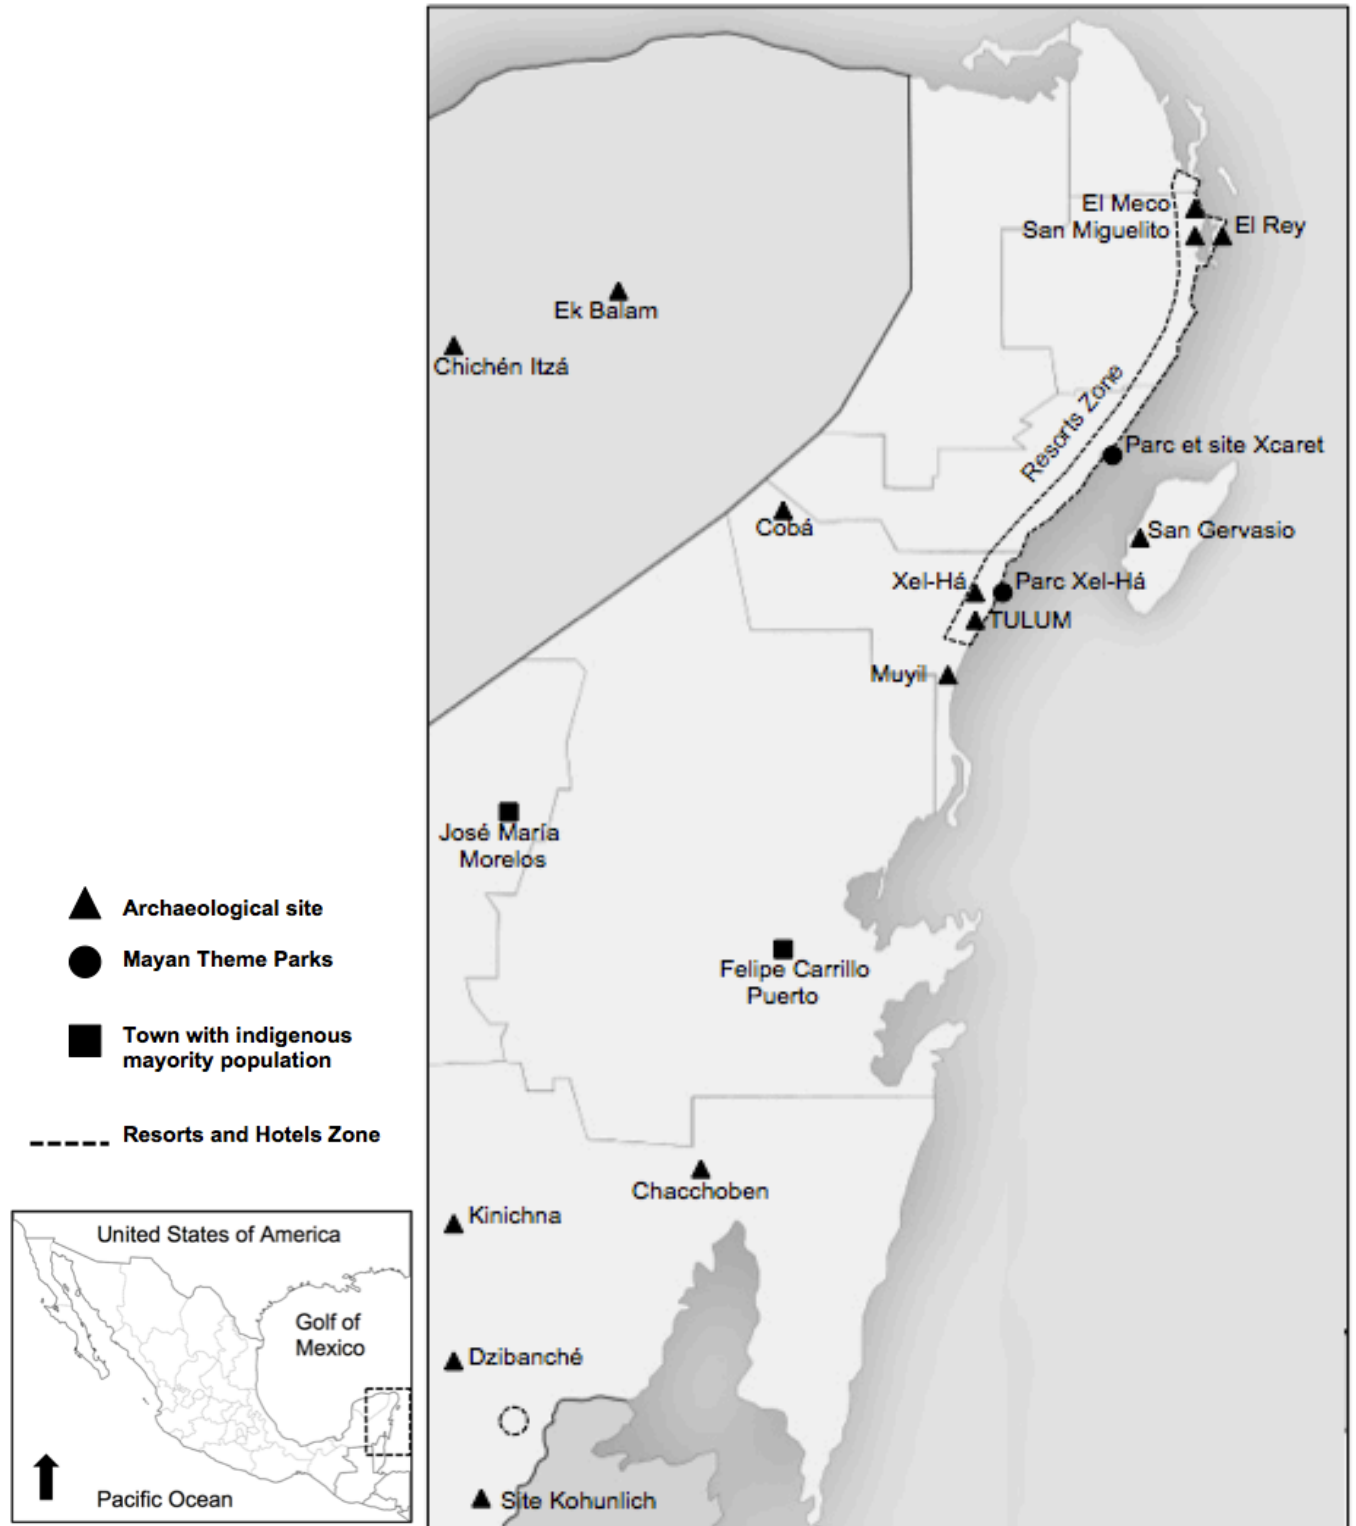 El Meco
San Miguelito
El Rey
Ek Balam
Chichén Itzá
Resorts Zone
Parc et site Xcaret
Cobá
San Gervasio
Xel-Há
Parc Xel-Há
TULUM
Muyil
José María
Morelos
Felipe Carrillo
Puerto
Chacchoben
Kinichna
Dzibanché
Site Kohunlich
Archaeological site
Mayan Theme Parks
Town with indigenous
mayority population
Resorts and Hotels Zone
United States of America
Golf of
Mexico
Pacific Ocean